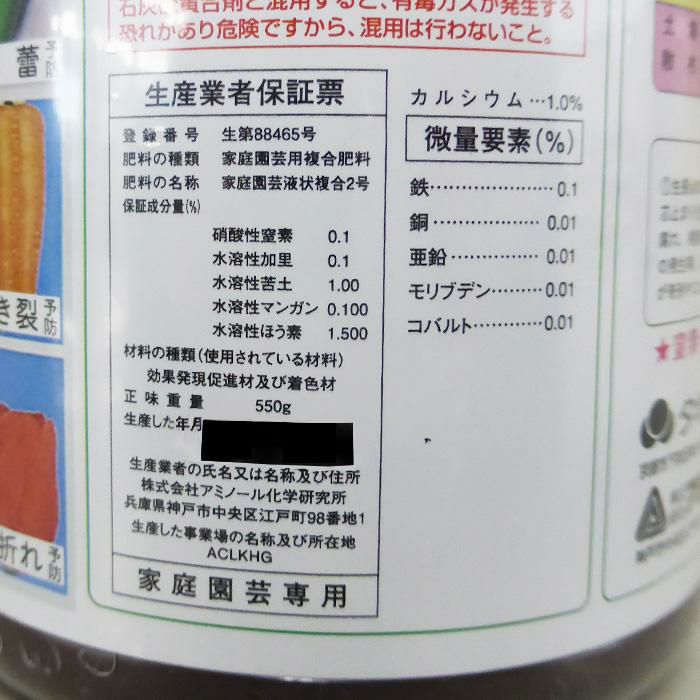 と混用すると、有毒ガスが発生する
恐れがあり危険ですから、混用は行わないこと。
生産業者保証票
登録番号 生第88465号
肥料の種類 家庭園芸用複合肥料
肥料の名称 家庭園芸液状複合2号
保証成分量(%)
硝酸性窒素 0.1
水溶性加里 0.1
水溶性苦土 1.00
水溶性マンガン 0.100
水溶性ほう素 1.500
材料の種類(使用されている材料)
効果発現促進材及び着色材
正味重量 550g
生産した年月
生産業者の氏名又は名称及び住所
株式会社アミノール化学研究所
兵庫県神戸市中央区江戸町98番地1
生産した事業場の名称及び所在地
ACLKHG
家庭園芸専用
カルシウム…1.0%
微量要素(%)
鉄…………………0.1
銅…………………0.01
亜鉛………………0.01
モリブデン………0.01
コバルト…………0.01
蕾 予防
き裂 予防
折れ 予防